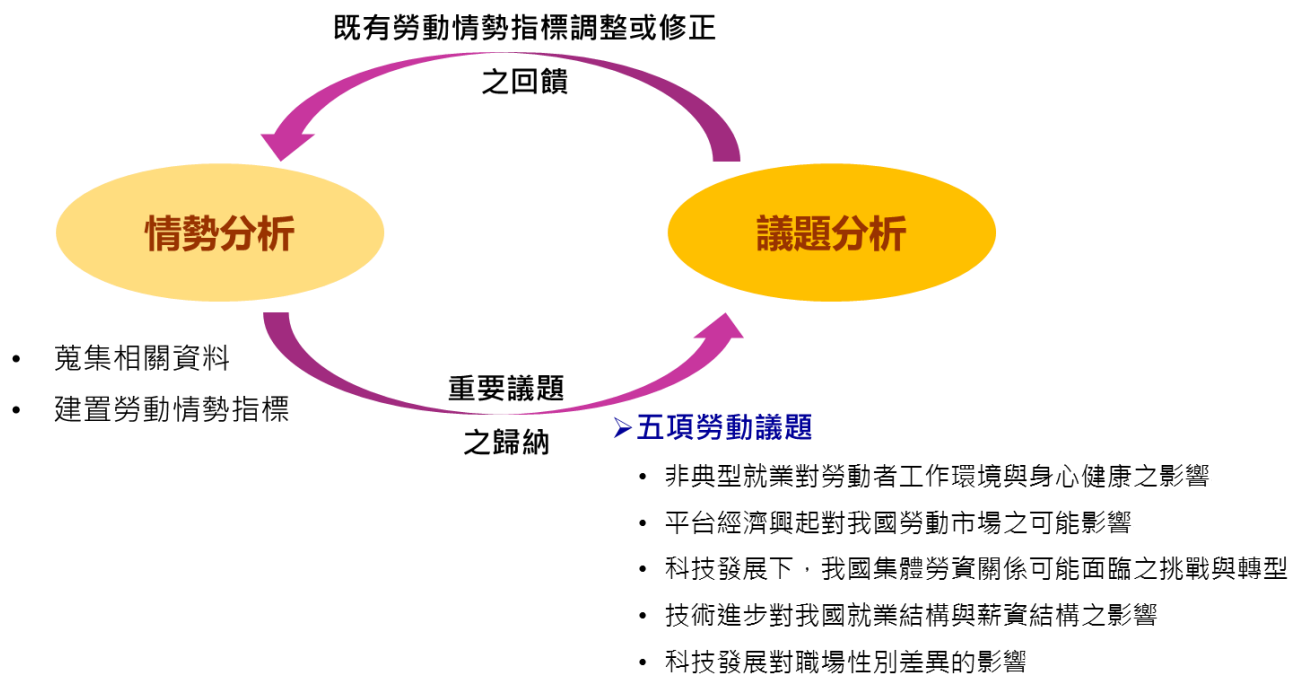 既有勞動情勢指標調整或修正
之回饋
情勢分析
議題分析
• 蒐集相關資料
• 建置勞動情勢指標
重要議題
之歸納
➢五項勞動議題
• 非典型就業對勞動者工作環境與身心健康之影響
• 平台經濟興起對我國勞動市場之可能影響
• 科技發展下，我國集體勞資關係可能面臨之挑戰與轉型
• 技術進步對我國就業結構與薪資結構之影響
• 科技發展對職場性別差異的影響